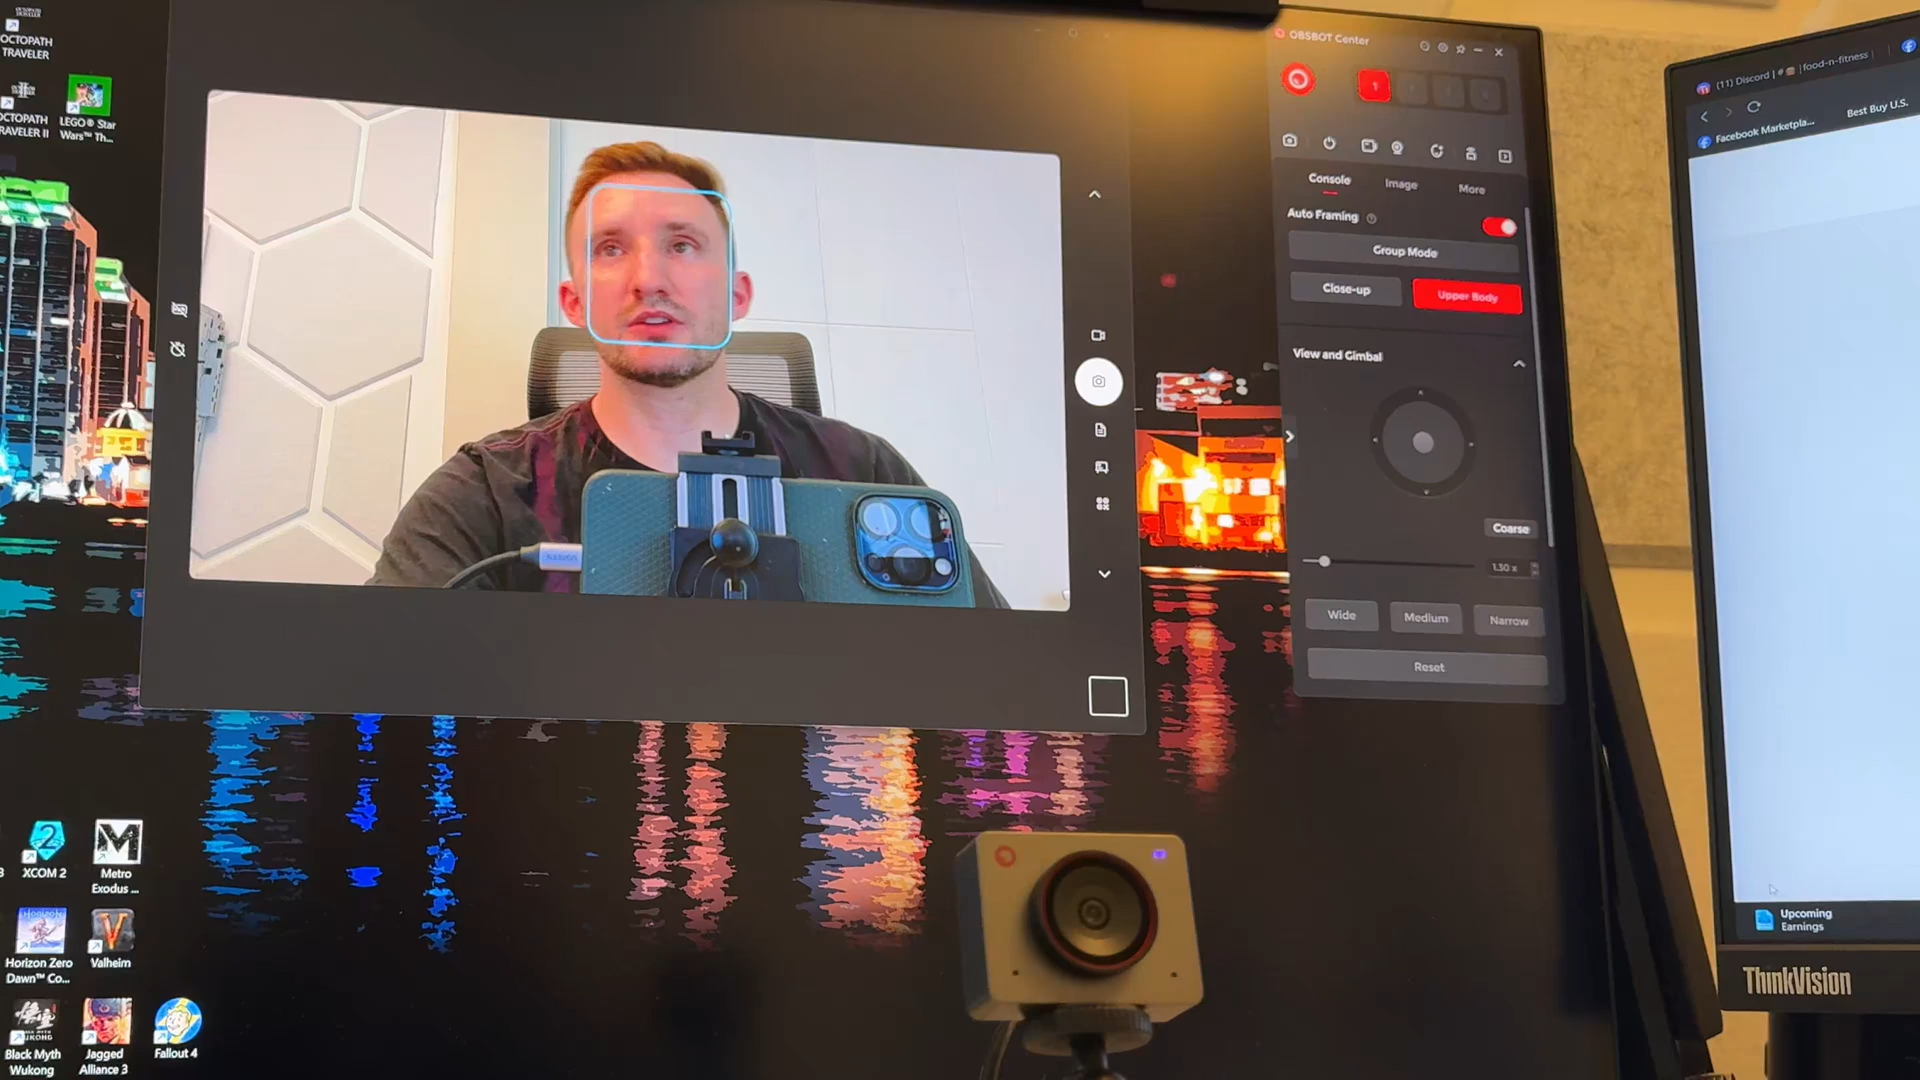 OCTOPATH
TRAVELER
OCTOPATH
TRAVELER II
LEGO® Star
Wars™ Th...
2
XCOM 2
Metro
Exodus ...
HORIZON
Horizon Zero
Dawn™ Co...
Valheim
Black Myth
Wukong
Jagged
Alliance 3
Fallout 4
OBSBOT Center
Console
Image
More
Auto Framing
Group Mode
Close-up
Upper Body
View and Gimbal
Coarse
1.30 x
Wide
Medium
Narrow
Reset
(11) Discord | # |food-n-fitness
Facebook Marketpla...
Best Buy U.S.
Upcoming
Earnings
ThinkVision